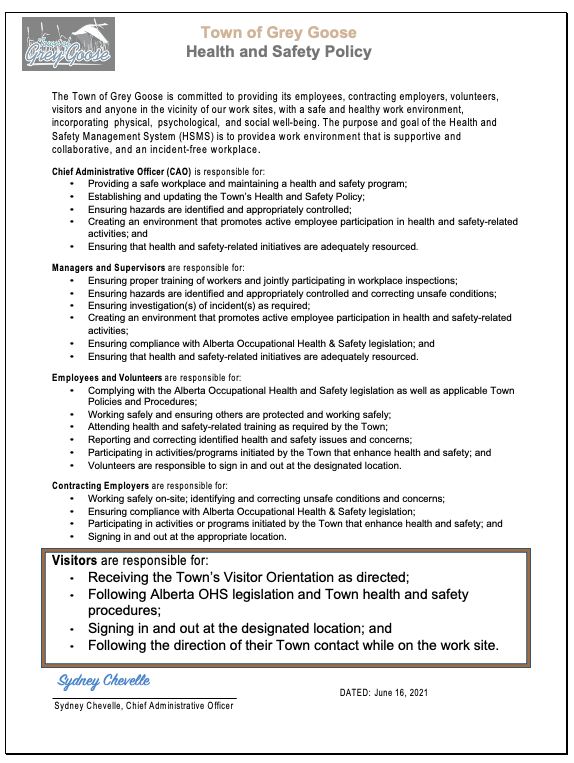 Town of
Grey Goose
Town of Grey Goose
Health and Safety Policy
The Town of Grey Goose is committed to providing its employees, contracting employers, volunteers,
visitors and anyone in the vicinity of our work sites, with a safe and healthy work environment,
incorporating physical, psychological, and social well-being. The purpose and goal of the Health and
Safety Management System (HSMS) is to providea work environment that is supportive and
collaborative, and an incident-free workplace.
Chief Administrative Officer (CAO) is responsible for:
• Providing a safe workplace and maintaining a health and safety program;
• Establishing and updating the Town's Health and Safety Policy;
• Ensuring hazards are identified and appropriately controlled;
• Creating an environment that promotes active employee participation in health and safety-related
activities; and
• Ensuring that health and safety-related initiatives are adequately resourced.
Managers and Supervisors are responsible for:
• Ensuring proper training of workers and jointly participating in workplace inspections;
• Ensuring hazards are identified and appropriately controlled and correcting unsafe conditions;
• Ensuring investigation(s) of incident(s) as required;
• Creating an environment that promotes active employee participation in health and safety-related
activities;
• Ensuring compliance with Alberta Occupational Health & Safety legislation; and
• Ensuring that health and safety-related initiatives are adequately resourced.
Employees and Volunteers are responsible for:
• Complying with the Alberta Occupational Health and Safety legislation as well as applicable Town
Policies and Procedures;
• Working safely and ensuring others are protected and working safely;
• Attending health and safety-related training as required by the Town;
• Reporting and correcting identified health and safety issues and concerns;
• Participating in activities/programs initiated by the Town that enhance health and safety; and
• Volunteers are responsible to sign in and out at the designated location.
Contracting Employers are responsible for:
• Working safely on-site; identifying and correcting unsafe conditions and concerns;
• Ensuring compliance with Alberta Occupational Health & Safety legislation;
• Participating in activities or programs initiated by the Town that enhance health and safety; and
• Signing in and out at the appropriate location.
Visitors are responsible for:
• Receiving the Town's Visitor Orientation as directed;
• Following Alberta OHS legislation and Town health and safety
procedures;
• Signing in and out at the designated location; and
• Following the direction of their Town contact while on the work site.
Sydney Chevelle
DATED: June 16, 2021
Sydney Chevelle, Chief Administrative Officer